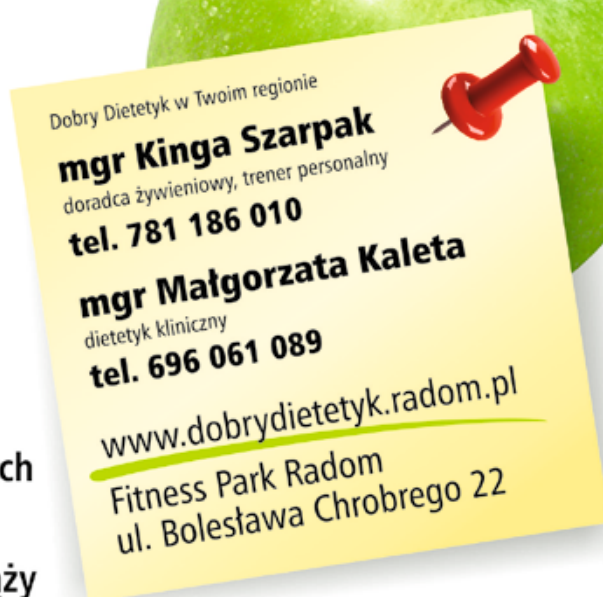 Dobry Dietetyk w Twoim regionie
mgr Kinga Szarpak
doradca żywieniowy, trener personalny
tel. 781 186 010
mgr Małgorzata Kaleta
dietetyk kliniczny
tel. 696 061 089
www.dobrydietetyk.radom.pl
Fitness Park Radom
ul. Bolesława Chrobrego 22